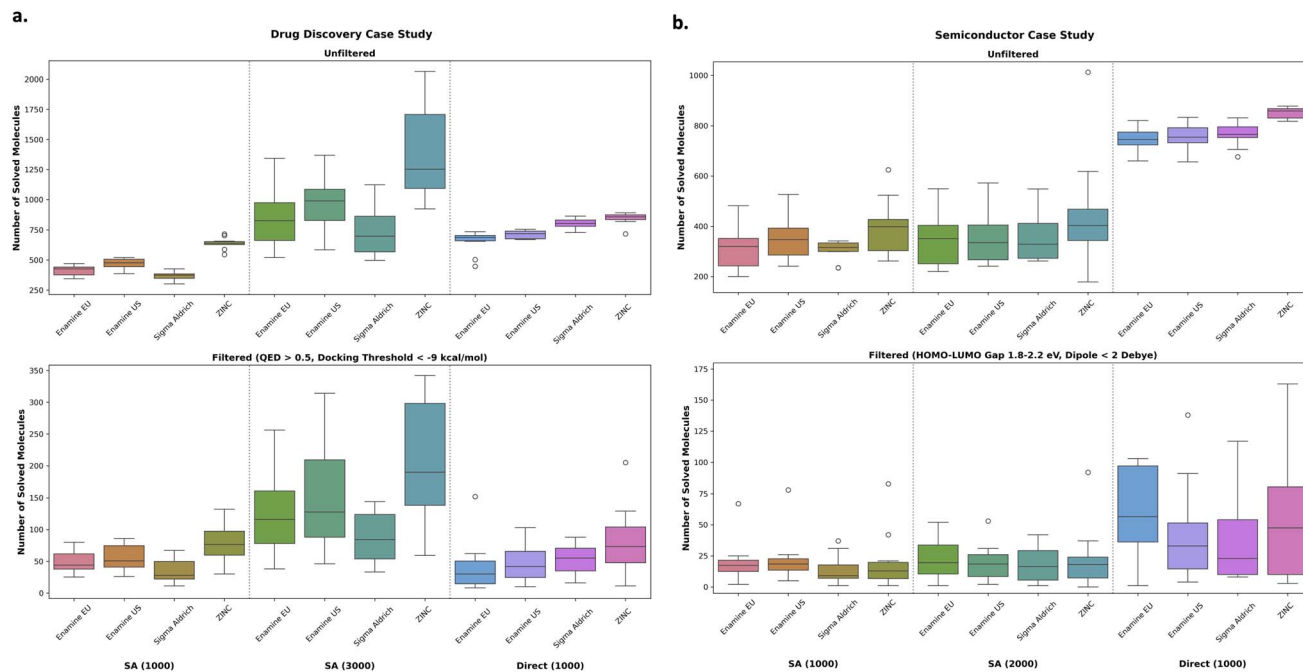 a.
Drug Discovery Case Study
Unfiltered
Number of Solved Molecules
2000
1750
1500
1250
1000
750
500
250
Enamine EU
Enamine US
Sigma Aldrich
ZINC
Enamine EU
Enamine US
Sigma Aldrich
ZINC
Enamine EU
Enamine US
Sigma Aldrich
ZINC
Filtered (QED > 0.5, Docking Threshold < -9 kcal/mol)
Number of Solved Molecules
350
300
250
200
150
100
50
0
Enamine EU
Enamine US
Sigma Aldrich
ZINC
Enamine EU
Enamine US
Sigma Aldrich
ZINC
Enamine EU
Enamine US
Sigma Aldrich
ZINC
SA (1000)
SA (3000)
Direct (1000)
b.
Semiconductor Case Study
Unfiltered
Number of Solved Molecules
1000
800
600
400
200
Enamine EU
Enamine US
Sigma Aldrich
ZINC
Enamine EU
Enamine US
Sigma Aldrich
ZINC
Enamine EU
Enamine US
Sigma Aldrich
ZINC
Filtered (HOMO-LUMO Gap 1.8-2.2 eV, Dipole < 2 Debye)
Number of Solved Molecules
175
150
125
100
75
50
25
0
Enamine EU
Enamine US
Sigma Aldrich
ZINC
Enamine EU
Enamine US
Sigma Aldrich
ZINC
Enamine EU
Enamine US
Sigma Aldrich
ZINC
SA (1000)
SA (2000)
Direct (1000)